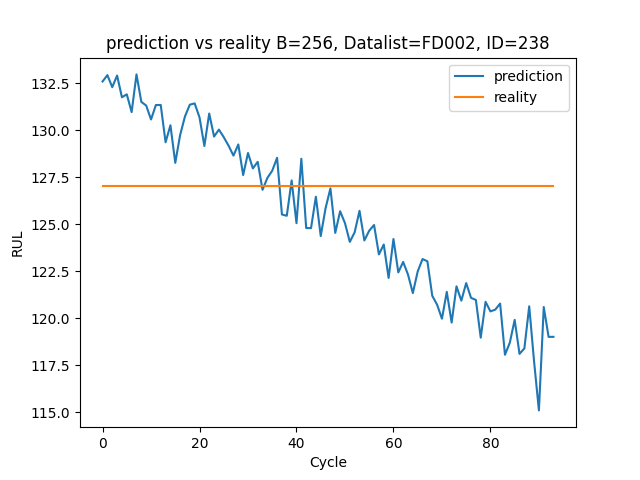 prediction vs reality B=256, Datalist=FD002, ID=238
prediction
reality
132.5
130.0
127.5
125.0
122.5
120.0
117.5
115.0
RUL
0 20 40 60 80
Cycle